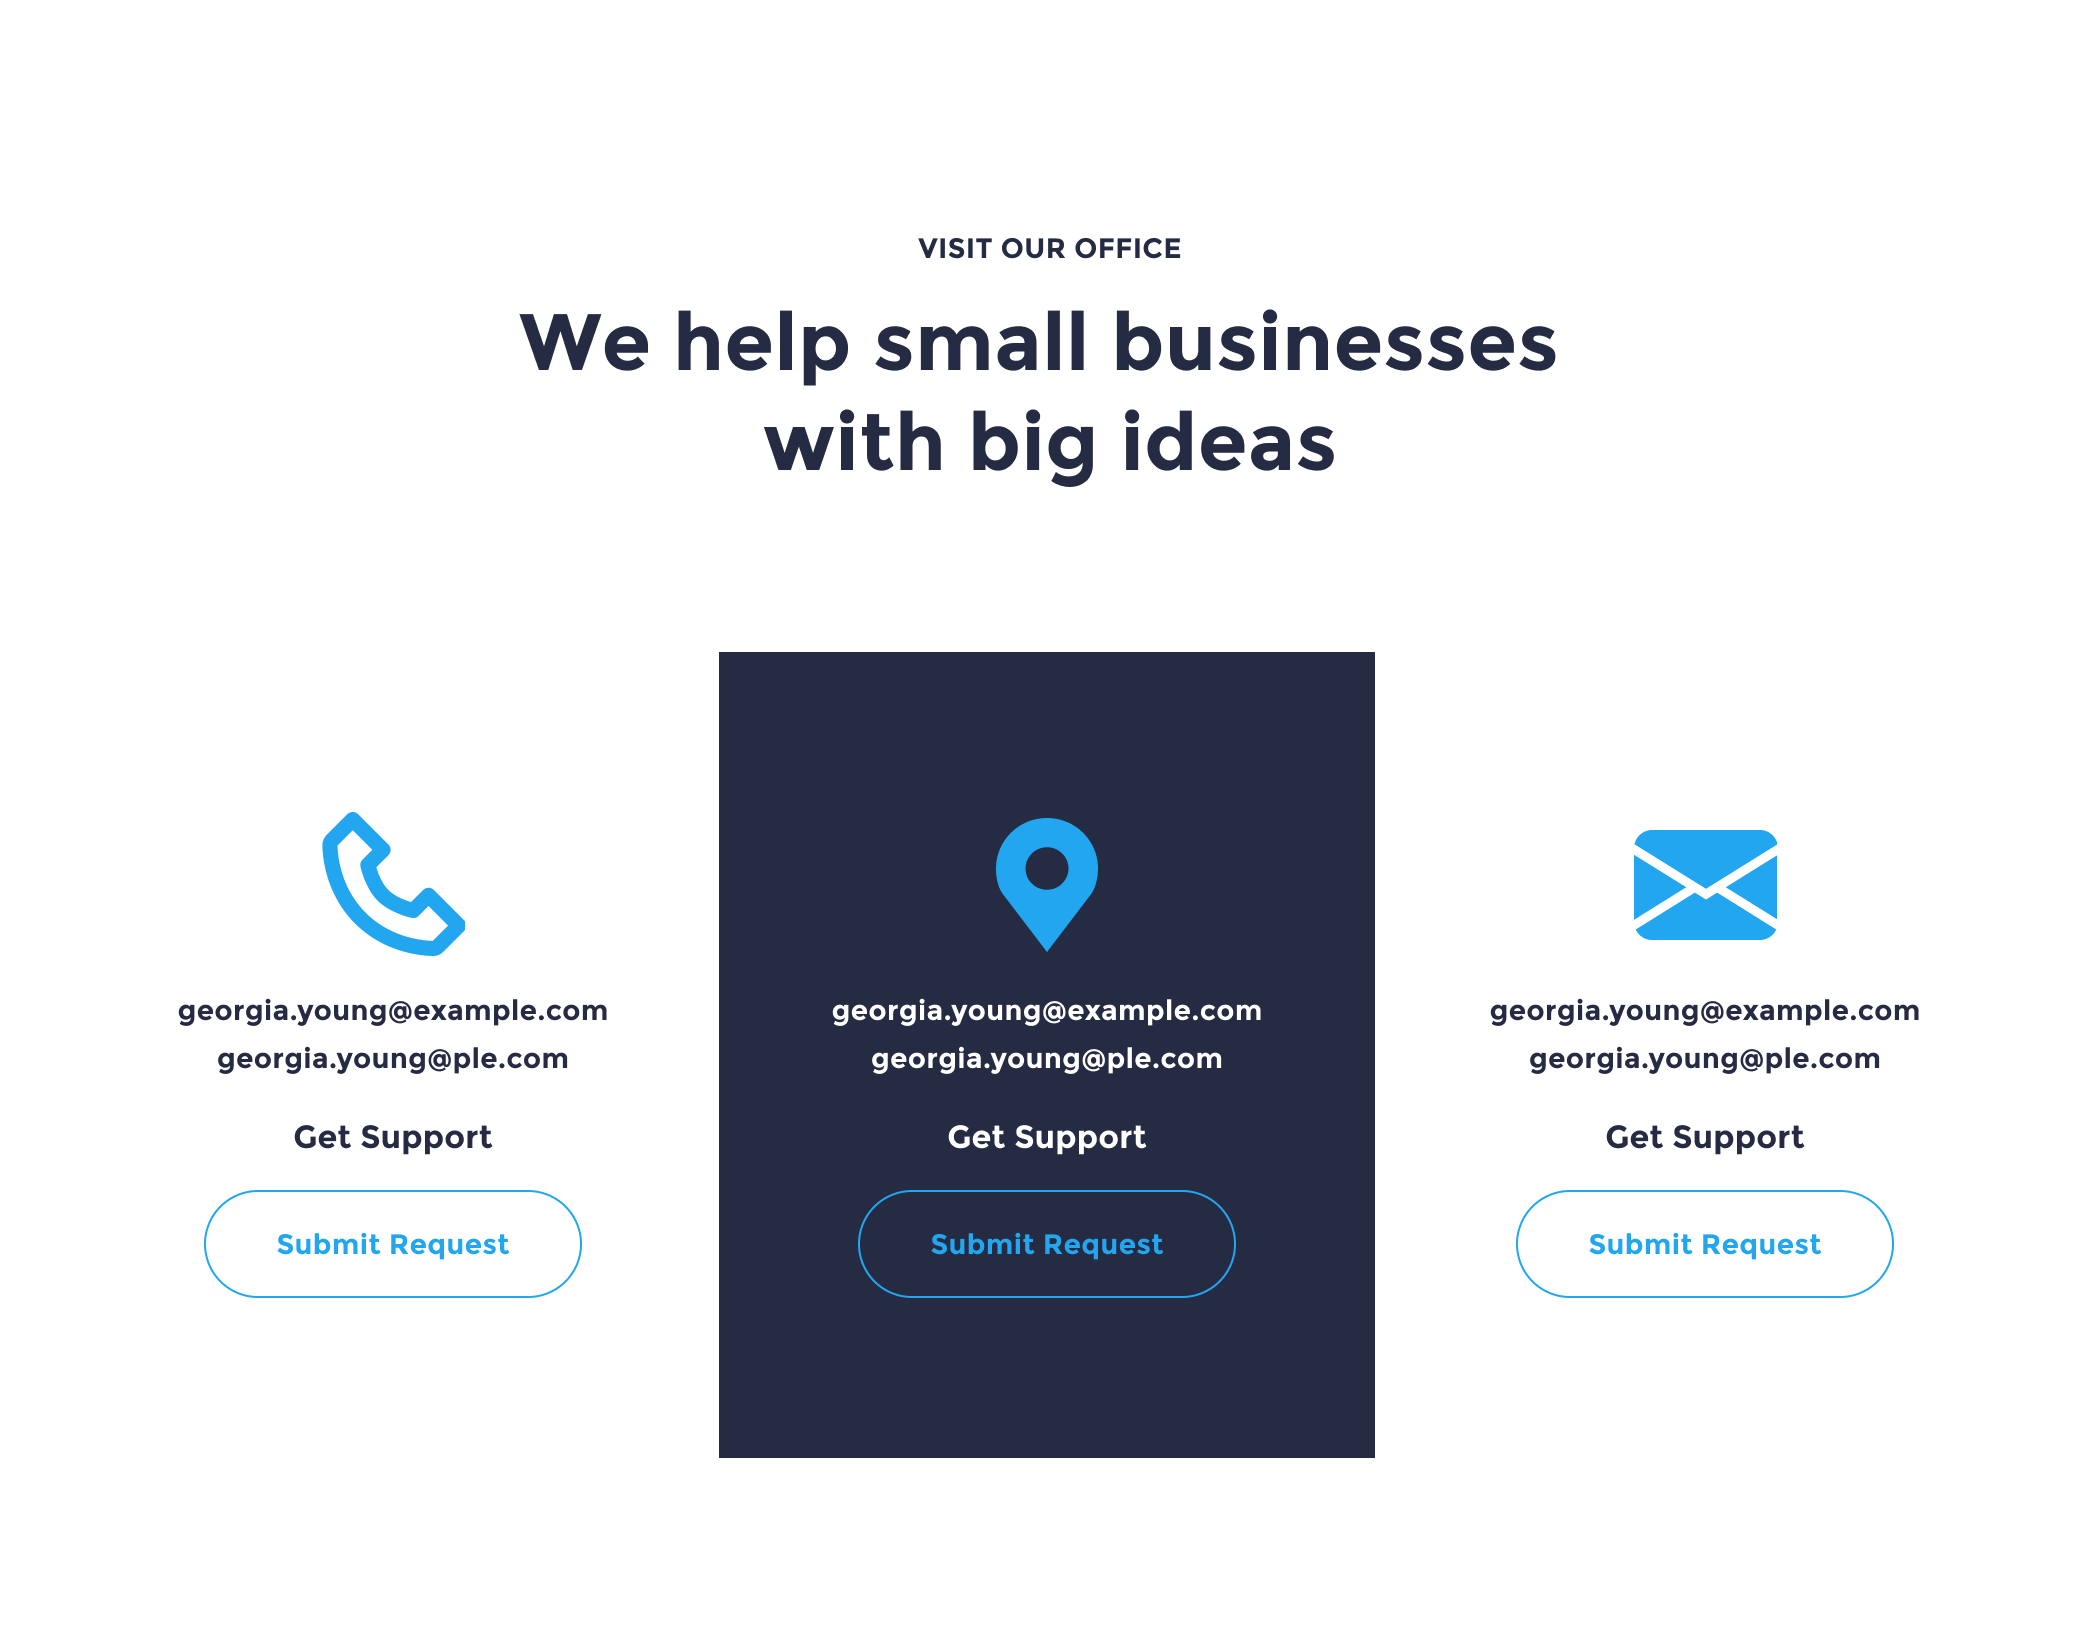 VISIT OUR OFFICE
We help small businesses
with big ideas
georgia.young@example.com
georgia.young@ple.com
Get Support
Submit Request
georgia.young@example.com
georgia.young@ple.com
Get Support
Submit Request
georgia.young@example.com
georgia.young@ple.com
Get Support
Submit Request